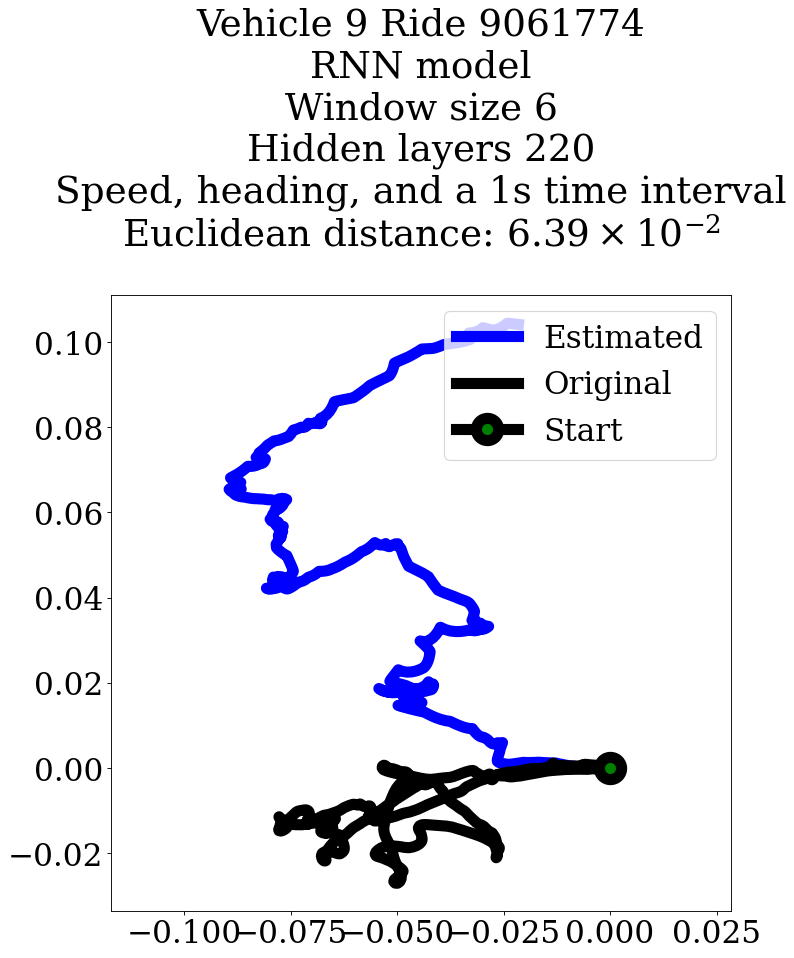 Vehicle 9 Ride 9061774
RNN model
Window size 6
Hidden layers 220
Speed, heading, and a 1s time interval
Euclidean distance: 6.39 × 10⁻²
Estimated
Original
Start
0.10
0.08
0.06
0.04
0.02
0.00
−0.02
−0.100 −0.075 −0.050 −0.025 0.000 0.025